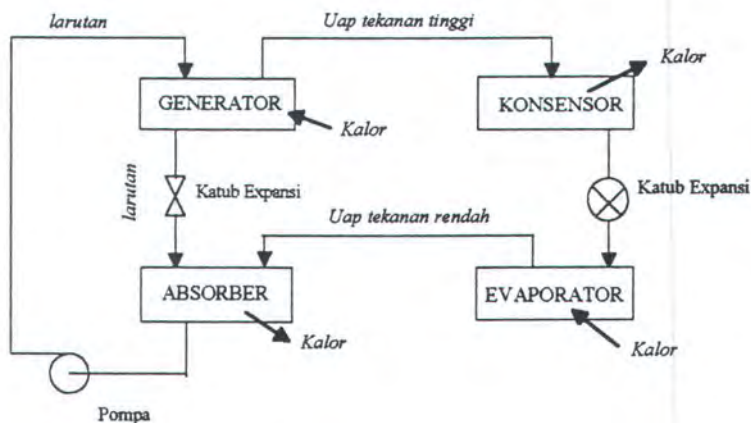 larutan
Uap tekanan tinggi
Kalor
GENERATOR
KONSENSOR
Kalor
larutan
Katub Expansi
Katub Expansi
Uap tekanan rendah
ABSORBER
EVAPORATOR
Kalor
Kalor
Pompa